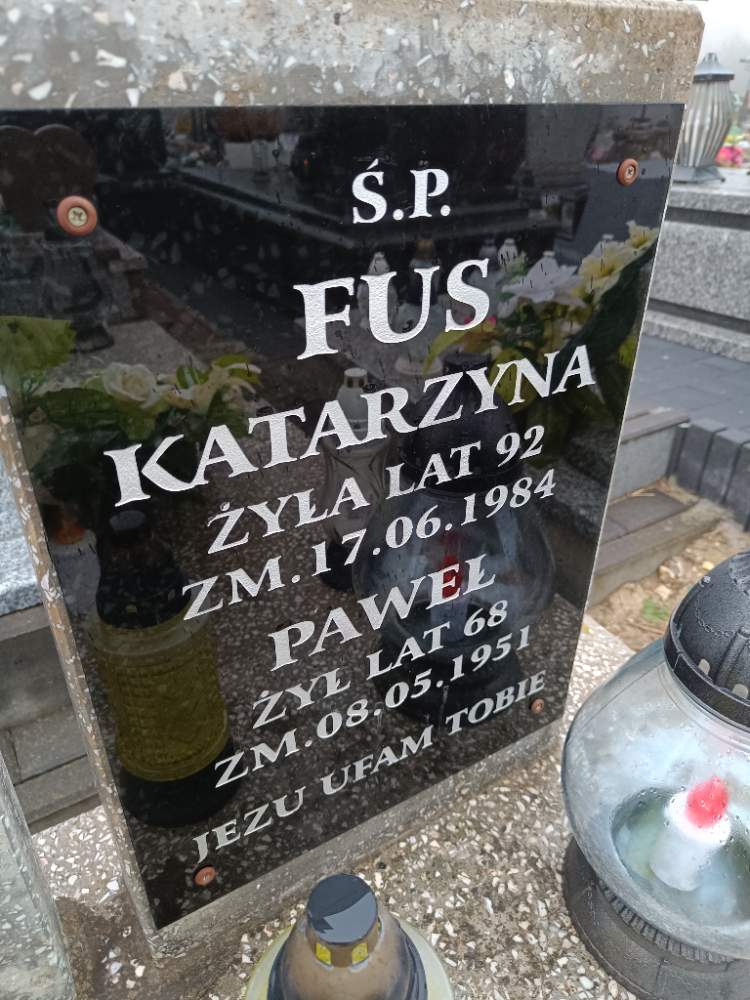 Ś.P.
FUS
KATARZYNA
ŻYŁA LAT 92
ZM.17.06.1984
PAWEŁ
ŻYŁ LAT 68
ZM.08.05.1951
JEZU UFAM TOBIE